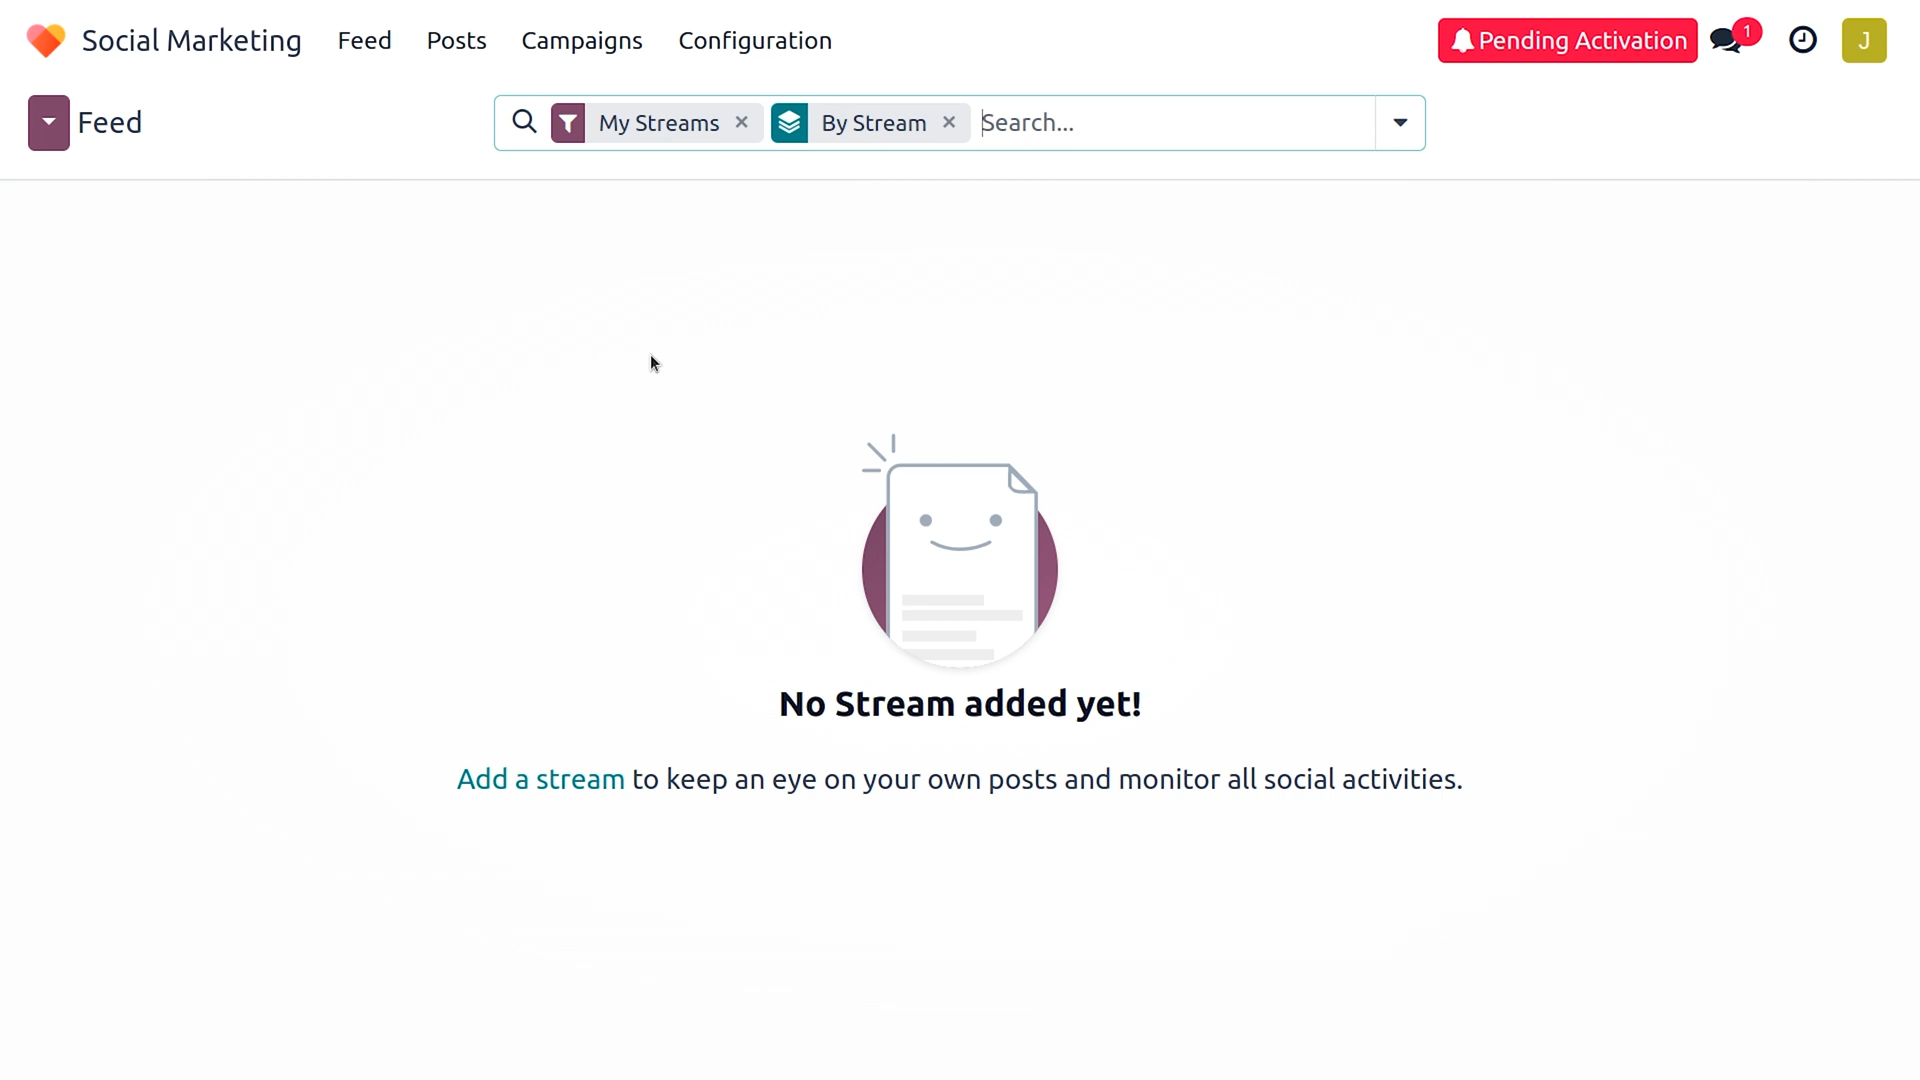 Social Marketing Feed Posts Campaigns Configuration Pending Activation 1 J
Feed My Streams × By Stream × Search...
No Stream added yet!
Add a stream to keep an eye on your own posts and monitor all social activities.